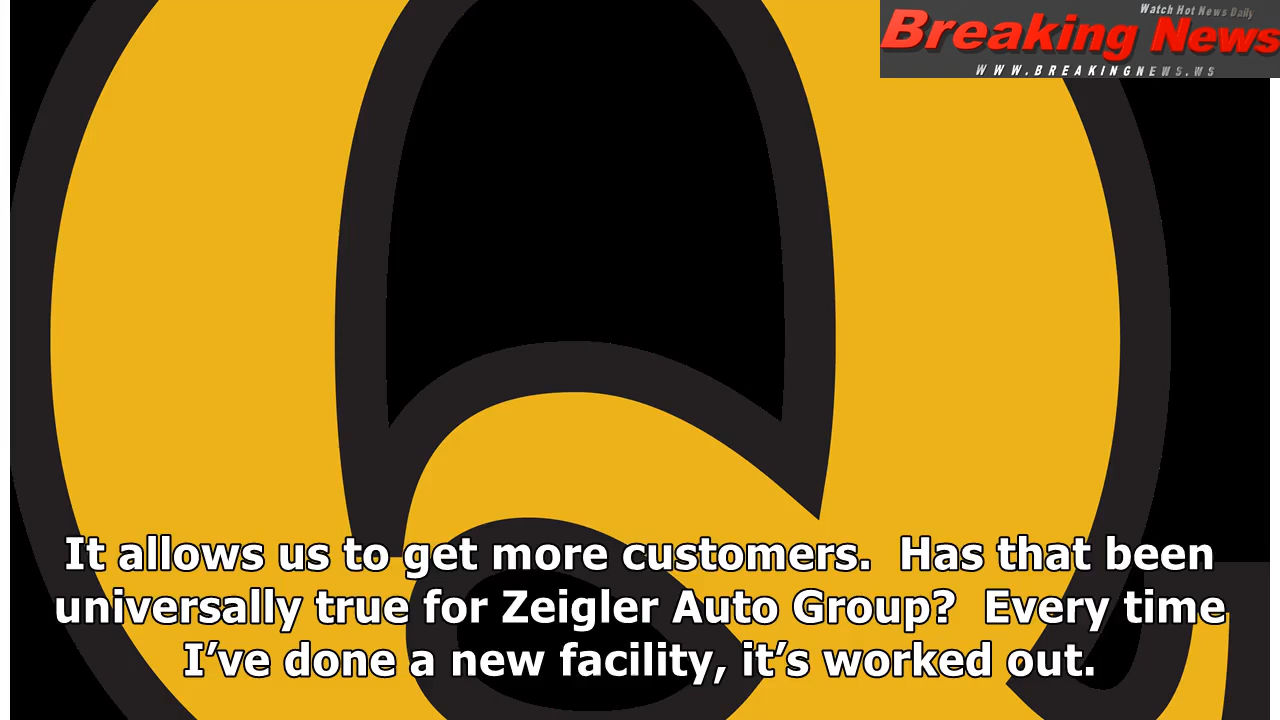 Watch Hot News Daily
Breaking News
WWW.BREAKINGNEWS.WS
It allows us to get more customers.  Has that been
universally true for Zeigler Auto Group?  Every time
I’ve done a new facility, it’s worked out.